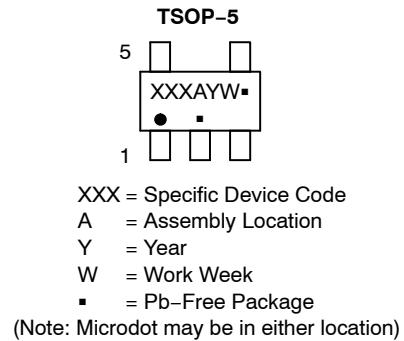 TSOP−5
5
XXXAYW▪
▪
1
XXX = Specific Device Code
A = Assembly Location
Y = Year
W = Work Week
▪ = Pb−Free Package
(Note: Microdot may be in either location)